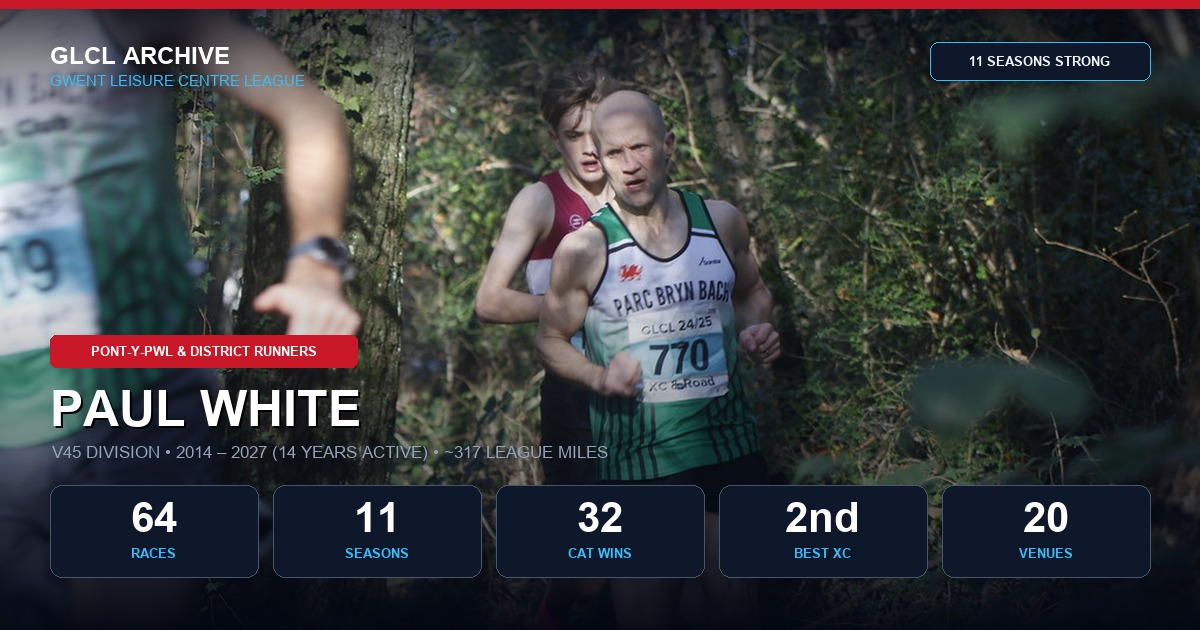 GLCL ARCHIVE
GWENT LEISURE CENTRE LEAGUE
11 SEASONS STRONG
PARC BRYN BACH
GLCL 24/25
770
XC & Road
09
PONT-Y-PWL & DISTRICT RUNNERS
PAUL WHITE
V45 DIVISION • 2014 – 2027 (14 YEARS ACTIVE) • ~317 LEAGUE MILES
64
RACES
11
SEASONS
32
CAT WINS
2nd
BEST XC
20
VENUES